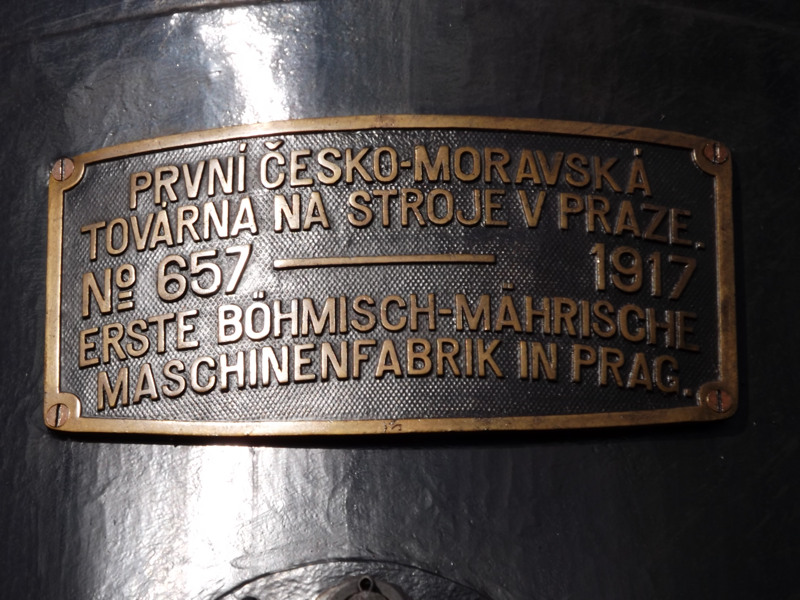 PRVNÍ ČESKO-MORAVSKÁ
TOVÁRNA NA STROJE V PRAZE.
Nº 657 — 1917
ERSTE BÖHMISCH-MÄHRISCHE
MASCHINENFABRIK IN PRAG.